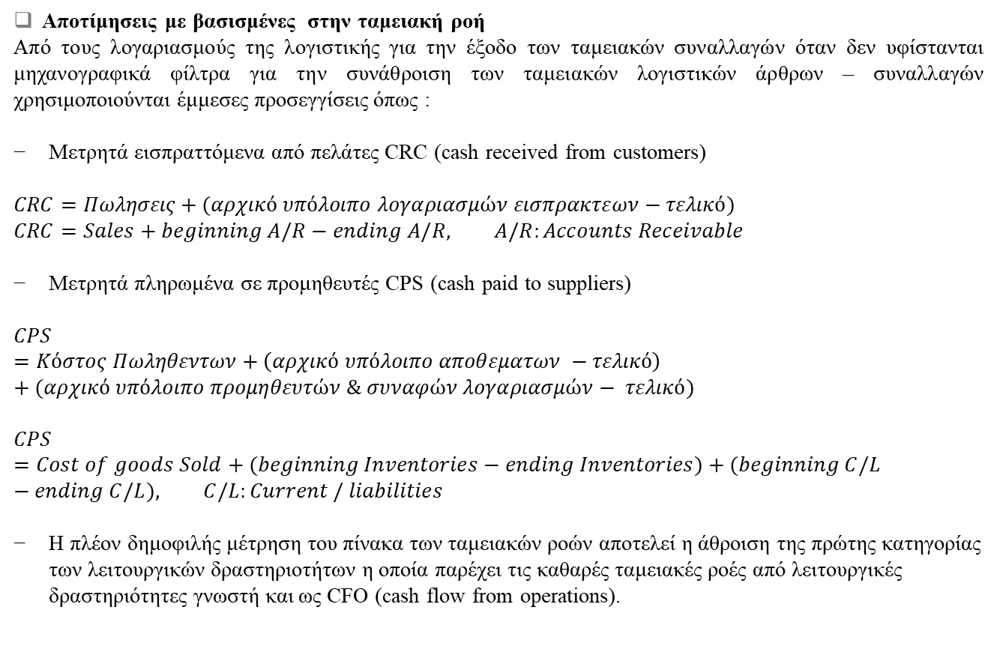 ❑ Αποτίμησεις με βασισμένες στην ταμειακή ροή
Από τους λογαριασμούς της λογιστικής για την έξοδο των ταμειακών συναλλαγών όταν δεν υφίστανται
μηχανογραφικά φίλτρα για την συνάθροιση των ταμειακών λογιστικών άρθρων – συναλλαγών
χρησιμοποιούνται έμμεσες προσεγγίσεις όπως :
– Μετρητά εισπραττόμενα από πελάτες CRC (cash received from customers)
CRC = Πωλησεις + (αρχικό υπόλοιπο λογαριασμών εισπρακτεων − τελικό)
CRC = Sales + beginning A/R − ending A/R, A/R: Accounts Receivable
– Μετρητά πληρωμένα σε προμηθευτές CPS (cash paid to suppliers)
CPS
= Κόστος Πωληθεντων + (αρχικό υπόλοιπο αποθεματων − τελικό)
+ (αρχικό υπόλοιπο προμηθευτών & συναφών λογαριασμών − τελικό)
CPS
= Cost of goods Sold + (beginning Inventories − ending Inventories) + (beginning C/L
− ending C/L), C/L: Current / liabilities
– Η πλέον δημοφιλής μέτρηση του πίνακα των ταμειακών ροών αποτελεί η άθροιση της πρώτης κατηγορίας
των λειτουργικών δραστηριοτήτων η οποία παρέχει τις καθαρές ταμειακές ροές από λειτουργικές
δραστηριότητες γνωστή και ως CFO (cash flow from operations).